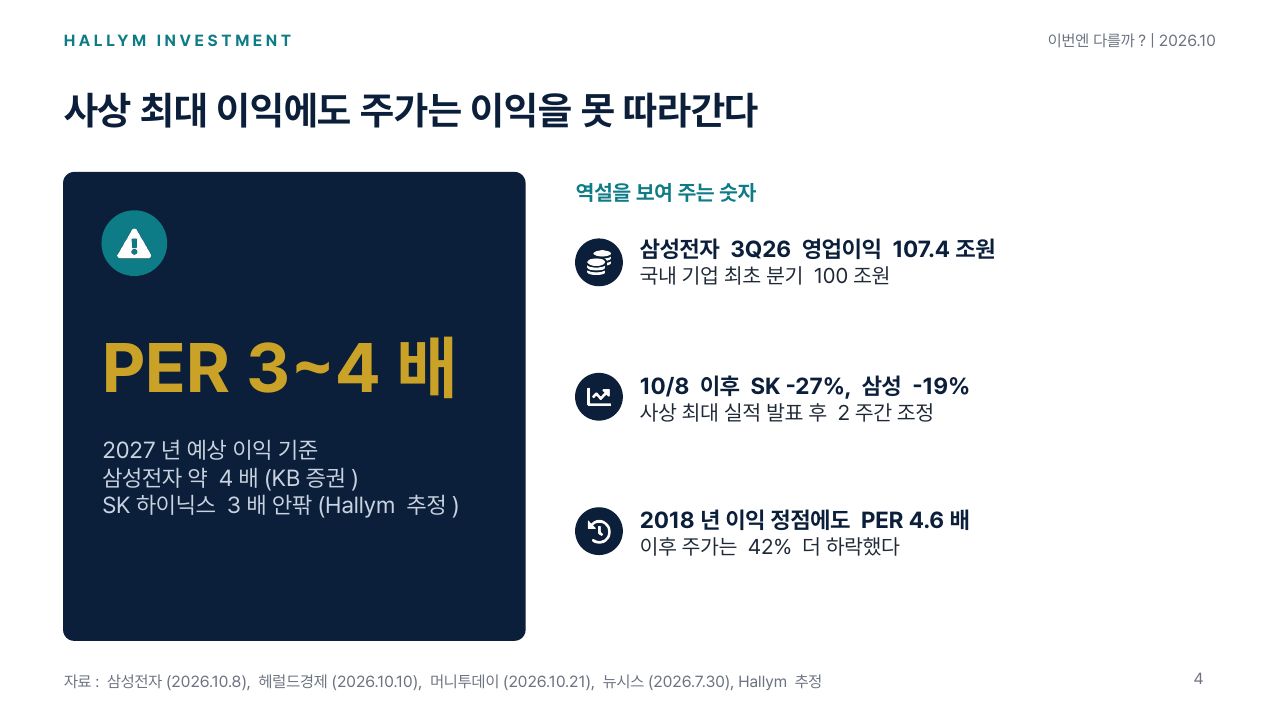 HALLYM INVESTMENT
이번엔 다를까 ? | 2026.10
사상 최대 이익에도 주가는 이익을 못 따라간다
PER 3~4 배
2027 년 예상 이익 기준
삼성전자 약 4 배 (KB 증권 )
SK 하이닉스 3 배 안팎 (Hallym 추정 )
역설을 보여 주는 숫자
삼성전자 3Q26 영업이익 107.4 조원
국내 기업 최초 분기 100 조원
10/8 이후 SK -27%, 삼성 -19%
사상 최대 실적 발표 후 2 주간 조정
2018 년 이익 정점에도 PER 4.6 배
이후 주가는 42% 더 하락했다
자료 : 삼성전자 (2026.10.8), 헤럴드경제 (2026.10.10), 머니투데이 (2026.10.21), 뉴시스 (2026.7.30), Hallym 추정
4